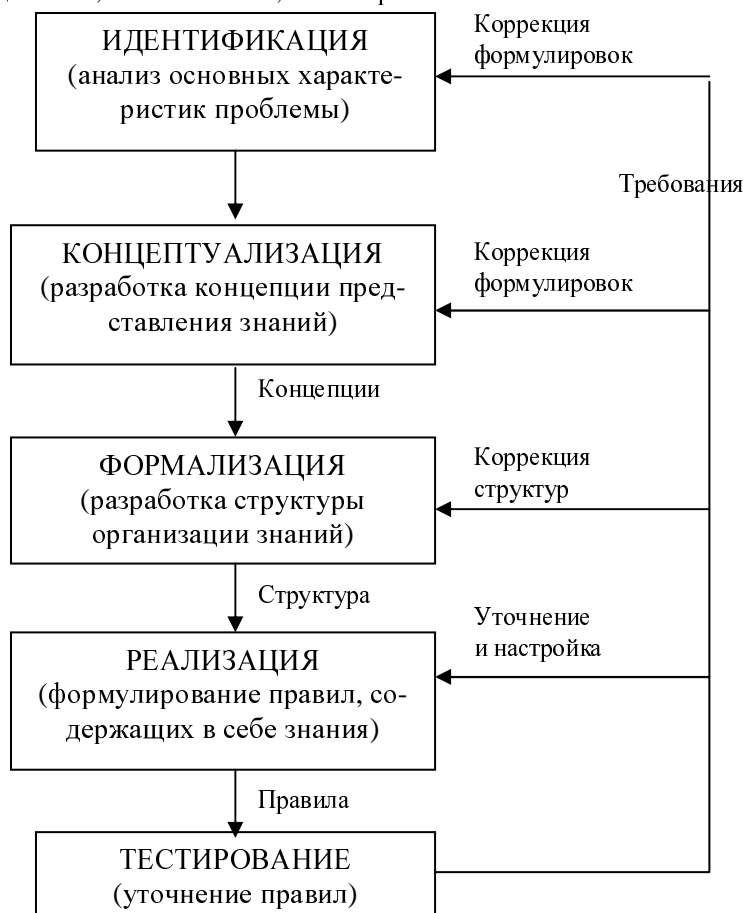 ИДЕНТИФИКАЦИЯ
(анализ основных характе-
ристик проблемы)
Коррекция
формулировок
Требования
КОНЦЕПТУАЛИЗАЦИЯ
(разработка концепции пред-
ставления знаний)
Коррекция
формулировок
Концепции
ФОРМАЛИЗАЦИЯ
(разработка структуры
организации знаний)
Коррекция
структур
Структура
РЕАЛИЗАЦИЯ
(формулирование правил, со-
держащих в себе знания)
Уточнение
и настройка
Правила
ТЕСТИРОВАНИЕ
(уточнение правил)